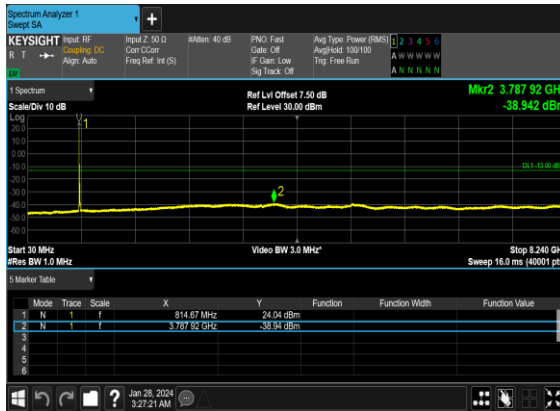 Spectrum Analyzer 1
Swept SA
KEYSIGHT Input: RF Input Z: 50 Ω #Atten: 40 dB PNO: Fast Avg Type: Power (RMS) 1 2 3 4 5 6
R T Coupling: DC Corr CCorr Gate: Off Avg|Hold: 100/100 A W W W W W
Align: Auto Freq Ref: Int (S) IF Gain: Low Trig: Free Run
Sig Track: Off A N N N N N
1 Spectrum Ref Lvl Offset 7.50 dB Mkr2 3.787 92 GHz
Scale/Div 10 dB Ref Level 30.00 dBm -38.942 dBm
Log
20.0
10.0
0.00
-10.0
-20.0
-30.0
-40.0
-50.0
-60.0
1
2
DL1 -13.00 dB
Start 30 MHz Video BW 3.0 MHz* Stop 8.240 GH
#Res BW 1.0 MHz Sweep 16.0 ms (40001 pt
5 Marker Table
Mode Trace Scale X Y Function Function Width Function Value
1 N 1 f 814.67 MHz 24.04 dBm
2 N 1 f 3.787 92 GHz -38.94 dBm
3
4
5
6
Jan 28, 2024
3:27:21 AM